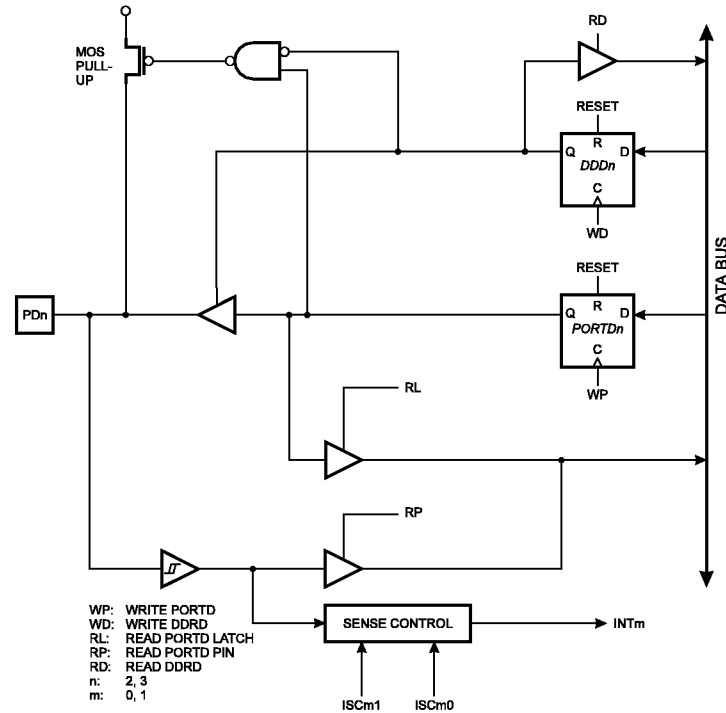 MOS
PULL-
UP
RD
RESET
R
Q
D
DDDn
C
WD
DATA BUS
RESET
R
Q
D
PORTDn
C
WP
PDn
RL
RP
SENSE CONTROL
INTm
ISCm1
ISCm0
WP: WRITE PORTD
WD: WRITE DDRD
RL: READ PORTD LATCH
RP: READ PORTD PIN
RD: READ DDRD
n: 2, 3
m: 0, 1